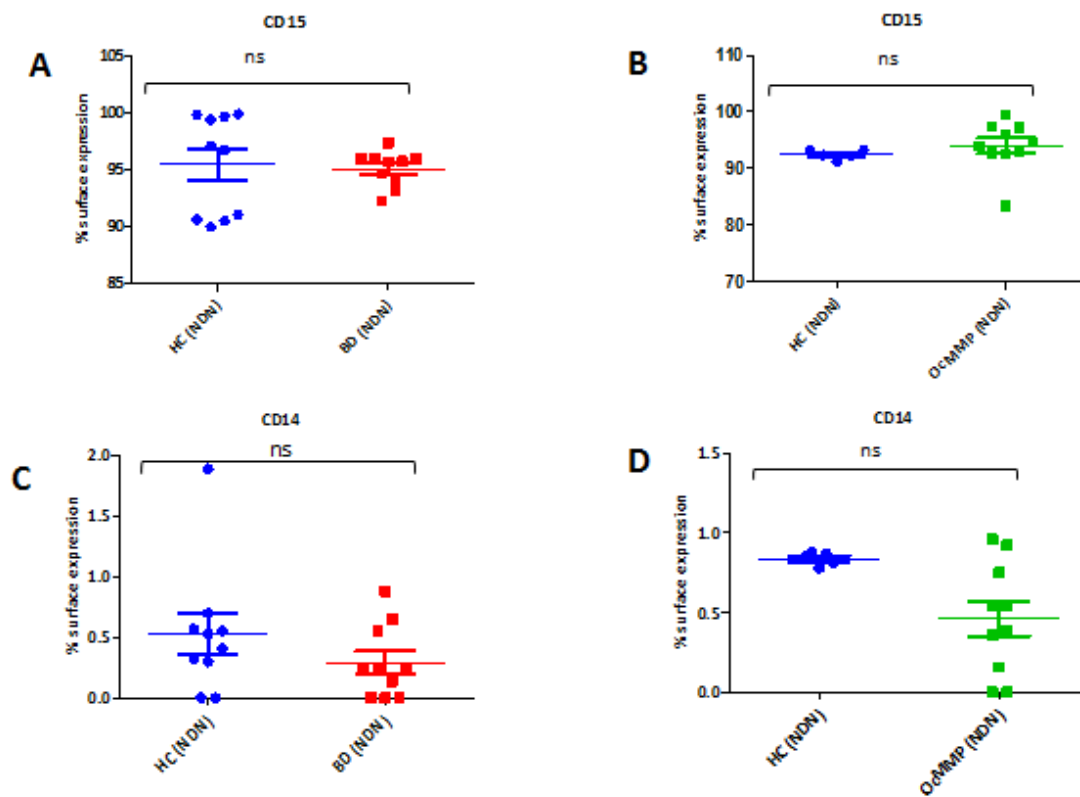 CD15
A
ns
% surface expression
105
100
95
90
85
HC (NDN)
BD (NDN)
CD15
B
ns
% surface expression
110
100
90
80
70
HC (NDN)
OcMMP (NDN)
CD14
C
ns
% surface expression
2.0
1.5
1.0
0.5
0.0
HC (NDN)
BD (NDN)
CD14
D
ns
% surface expression
1.5
1.0
0.5
0.0
HC (NDN)
OcMMP (NDN)